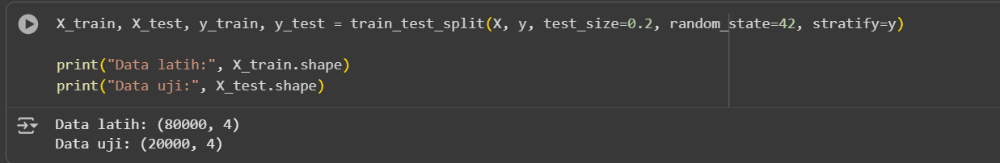 X_train, X_test, y_train, y_test = train_test_split(X, y, test_size=0.2, random_state=42, stratify=y)
print("Data latih:", X_train.shape)
print("Data uji:", X_test.shape)
Data latih: (80000, 4)
Data uji: (20000, 4)